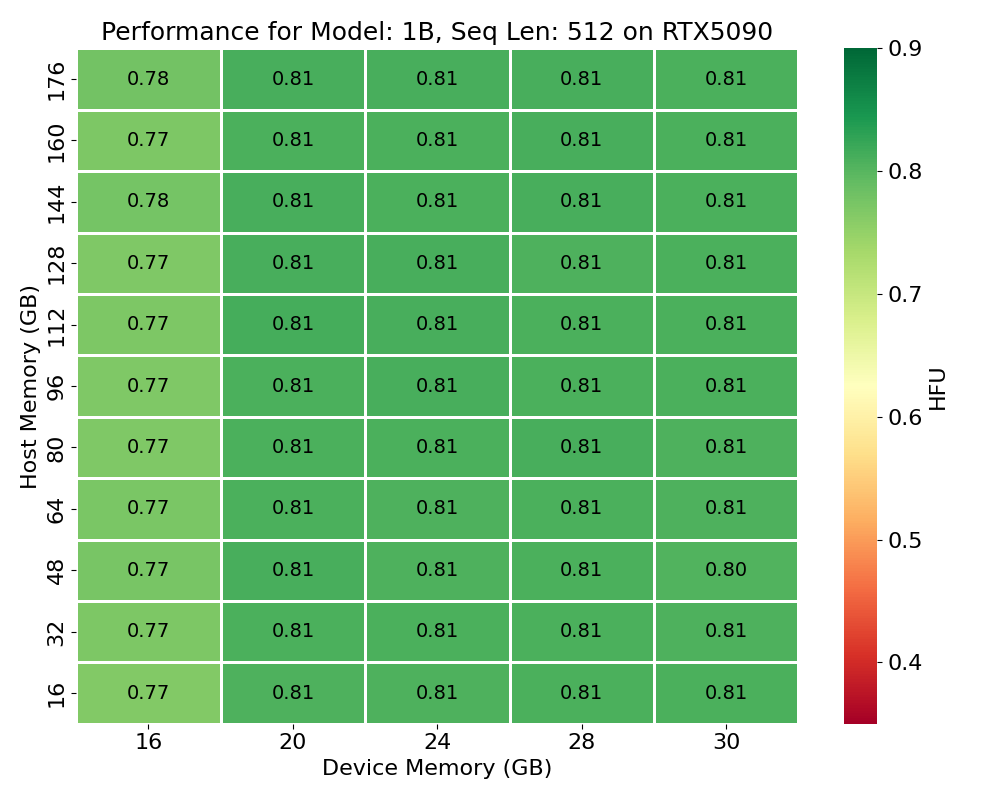 Performance for Model: 1B, Seq Len: 512 on RTX5090
176 0.78 0.81 0.81 0.81 0.81
160 0.77 0.81 0.81 0.81 0.81
144 0.78 0.81 0.81 0.81 0.81
128 0.77 0.81 0.81 0.81 0.81
112 0.77 0.81 0.81 0.81 0.81
96 0.77 0.81 0.81 0.81 0.81
80 0.77 0.81 0.81 0.81 0.81
64 0.77 0.81 0.81 0.81 0.81
48 0.77 0.81 0.81 0.81 0.80
32 0.77 0.81 0.81 0.81 0.81
16 0.77 0.81 0.81 0.81 0.81
16 20 24 28 30
Device Memory (GB)
Host Memory (GB)
0.9
0.8
0.7
0.6
0.5
0.4
HFU